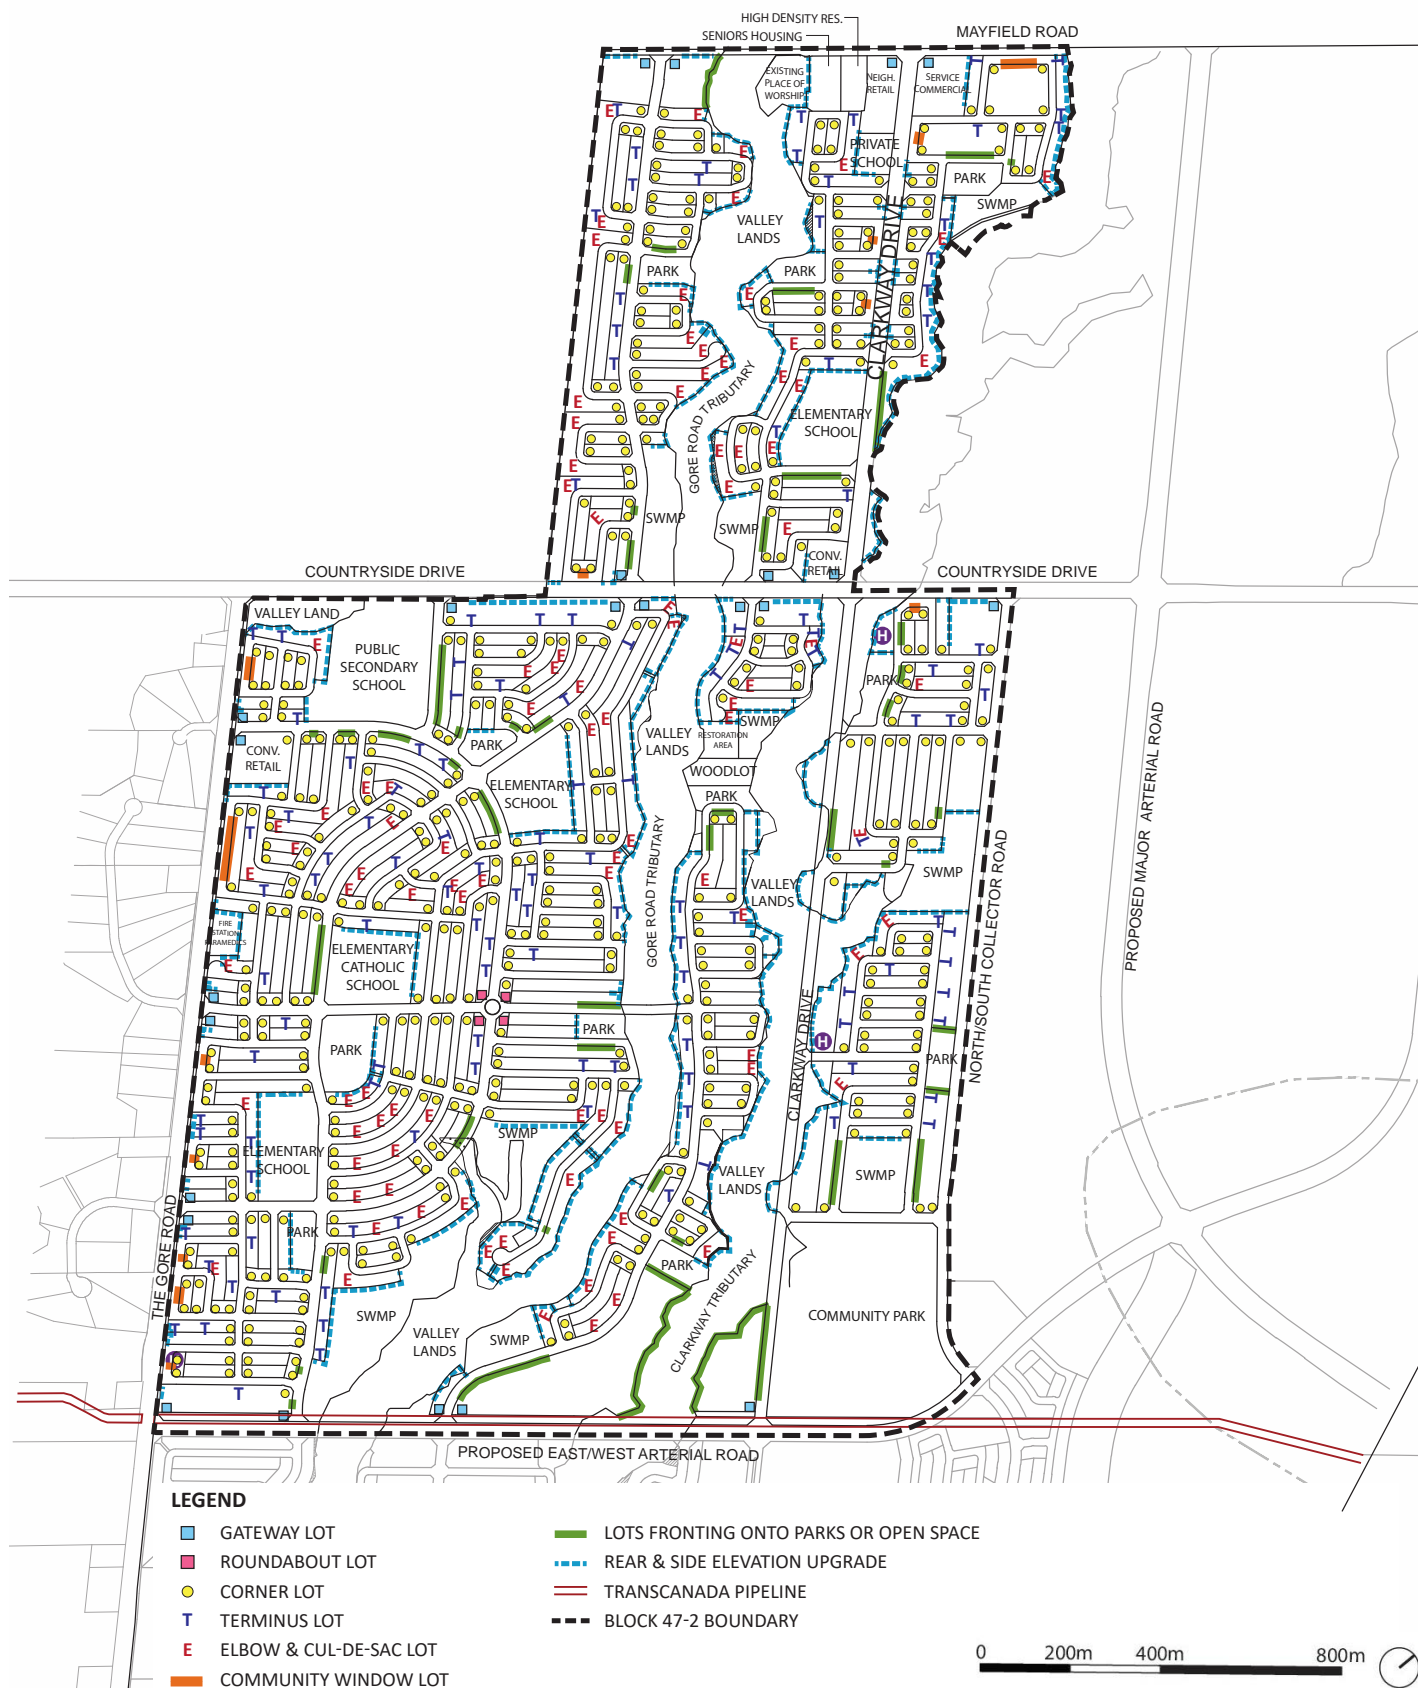 HIGH DENSITY RES.
SENIORS HOUSING
MAYFIELD ROAD
EXISTING
PLACE OF
WORSHIP
NEIGH.
RETAIL
SERVICE
COMMERCIAL
PRIVATE
SCHOOL
PARK
SWMP
VALLEY
LANDS
PARK
PARK
CLARKWAY DRIVE
GORE ROAD TRIBUTARY
ELEMENTARY
SCHOOL
SWMP
SWMP
CONV.
RETAIL
COUNTRYSIDE DRIVE
COUNTRYSIDE DRIVE
VALLEY LAND
PUBLIC
SECONDARY
SCHOOL
H
PARK
CONV.
RETAIL
PARK
ELEMENTARY
SCHOOL
VALLEY
LANDS
SWMP
RESTORATION
AREA
WOODLOT
PARK
GORE ROAD TRIBUTARY
VALLEY
LANDS
SWMP
PROPOSED MAJOR ARTERIAL ROAD
NORTH/SOUTH COLLECTOR ROAD
FIRE
STATION/
PARAMEDICS
ELEMENTARY
CATHOLIC
SCHOOL
CLARKWAY DRIVE
PARK
PARK
H
PARK
SWMP
ELEMENTARY
SCHOOL
VALLEY
LANDS
SWMP
THE GORE ROAD
PARK
PARK
CLARKWAY TRIBUTARY
SWMP
VALLEY
LANDS
SWMP
COMMUNITY PARK
H
PROPOSED EAST/WEST ARTERIAL ROAD
LEGEND
GATEWAY LOT
ROUNDABOUT LOT
CORNER LOT
T TERMINUS LOT
E ELBOW & CUL-DE-SAC LOT
COMMUNITY WINDOW LOT
LOTS FRONTING ONTO PARKS OR OPEN SPACE
REAR & SIDE ELEVATION UPGRADE
TRANSCANADA PIPELINE
BLOCK 47-2 BOUNDARY
0 200m 400m 800m